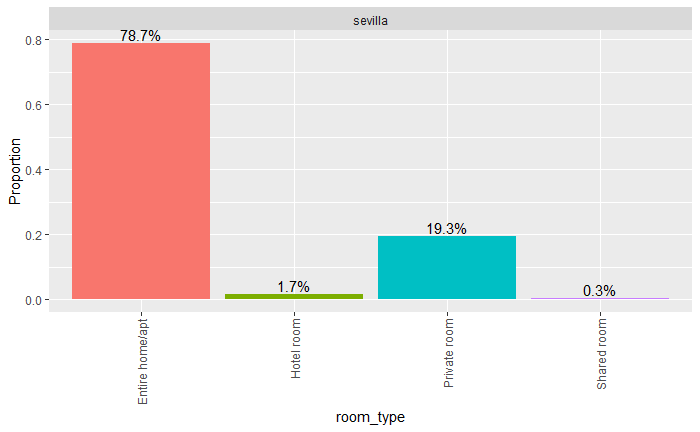 sevilla
0.8
0.6
0.4
0.2
0.0
Proportion
78.7%
1.7%
19.3%
0.3%
Entire home/apt
Hotel room
Private room
Shared room
room_type